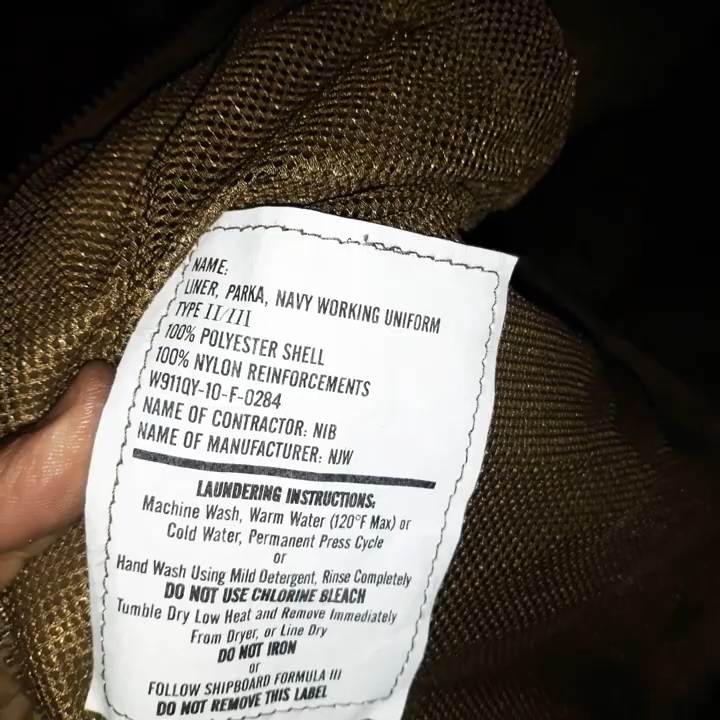 NAME:
LINER, PARKA, NAVY WORKING UNIFORM
TYPE II/III
100% POLYESTER SHELL
100% NYLON REINFORCEMENTS
W911QY-10-F-0284
NAME OF CONTRACTOR: NIB
NAME OF MANUFACTURER: NJW
LAUNDERING INSTRUCTIONS:
Machine Wash, Warm Water (120°F Max) or
Cold Water, Permanent Press Cycle
or
Hand Wash Using Mild Detergent, Rinse Completely
DO NOT USE CHLORINE BLEACH
Tumble Dry Low Heat and Remove Immediately
From Dryer, or Line Dry
DO NOT IRON
or
FOLLOW SHIPBOARD FORMULA III
DO NOT REMOVE THIS LABEL